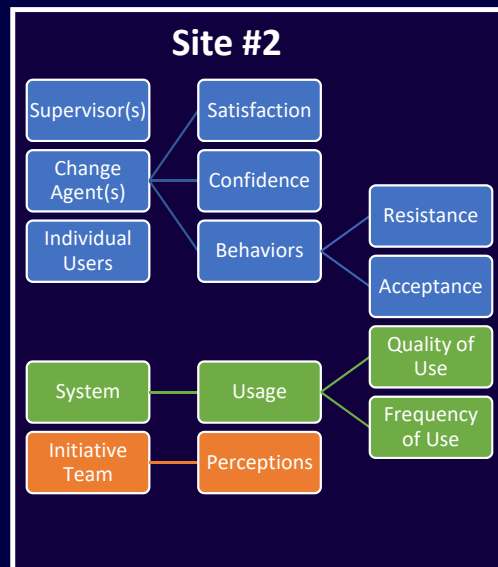 Site #2
Supervisor(s)
Satisfaction
Change
Agent(s)
Confidence
Individual
Users
Behaviors
Resistance
Acceptance
System
Usage
Quality of
Use
Frequency
of Use
Initiative
Team
Perceptions